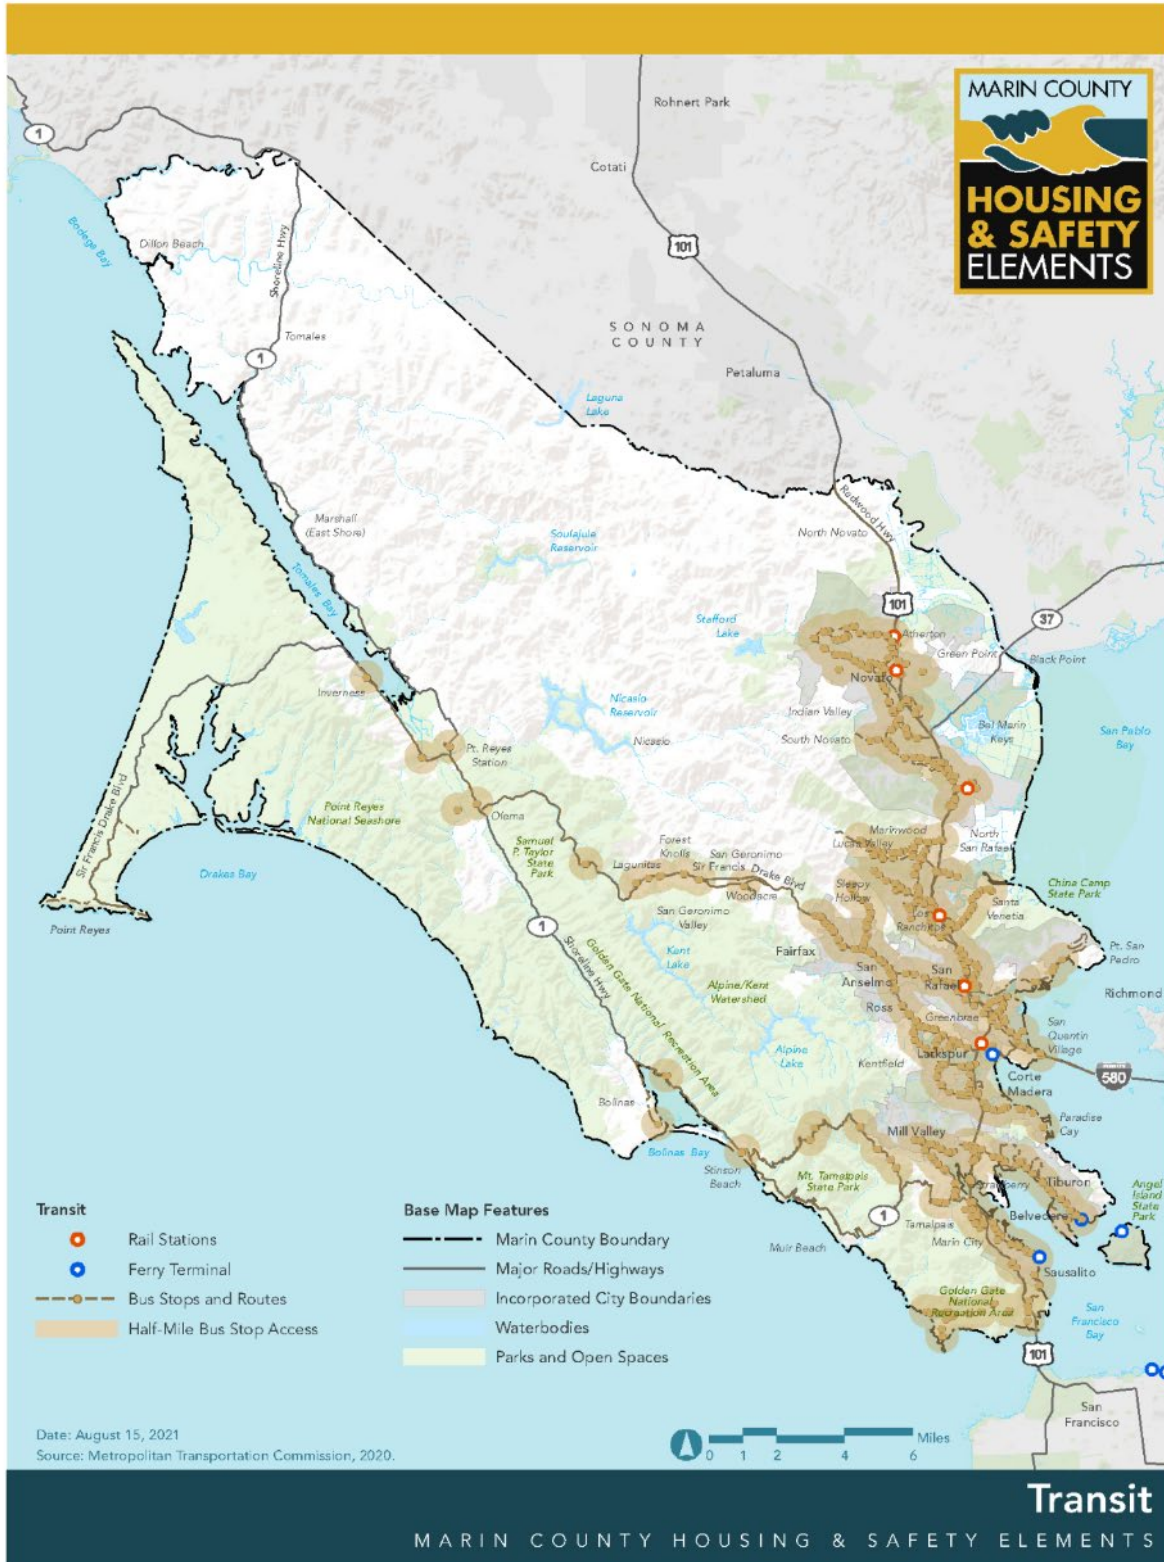 MARIN COUNTY
HOUSING
& SAFETY
ELEMENTS
Rohnert Park
1
Cotati
101
Bodega Bay
Dillon Beach
Shoreline Hwy
SONOMA
COUNTY
Tomales
1
Petaluma
Laguna
Lake
Redwood Hwy
Marshall
(East Shore)
North Novato
Soulajule
Reservoir
Tomales Bay
101
37
Stafford
Lake
Atherton
Green Point
Black Point
Inverness
Novato
Nicasio
Reservoir
Indian Valley
Bel Marin
Keys
San Pablo
Bay
South Novato
Nicasio
Pt. Reyes
Station
Sir Francis Drake Blvd
Point Reyes
National Seashore
Olema
Samuel
P. Taylor
State
Park
Forest
Knolls
Marinwood
Lucas Valley
North
San Rafael
Lagunitas
San Geronimo
Sir Francis Drake Blvd
Drakes Bay
Woodacre
Sleepy
Hollow
China Camp
State Park
Santa
Venetia
San Geronimo
Valley
Los
Ranchitos
Point Reyes
1
Shoreline Hwy
Golden Gate National Recreation Area
Kent
Lake
Fairfax
Pt. San
Pedro
San
Anselmo
San
Rafael
Alpine/Kent
Watershed
Richmond
Ross
Greenbrae
San
Quentin
Village
Alpine
Lake
Kentfield
Larkspur
580
Corte
Madera
Bolinas
Mill Valley
Paradise
Cay
Bolinas Bay
Stinson
Beach
Mt. Tamalpais
State Park
Strawberry
Tiburon
Angel
Island
State
Park
Belvedere
1
Tamalpais
Marin City
Muir Beach
Sausalito
Golden Gate
National
Recreation Area
San
Francisco
Bay
101
San
Francisco
Transit
Rail Stations
Ferry Terminal
Bus Stops and Routes
Half-Mile Bus Stop Access
Base Map Features
Marin County Boundary
Major Roads/Highways
Incorporated City Boundaries
Waterbodies
Parks and Open Spaces
Date: August 15, 2021
Source: Metropolitan Transportation Commission, 2020.
0 1 2 4 6 Miles
Transit
MARIN COUNTY HOUSING & SAFETY ELEMENTS